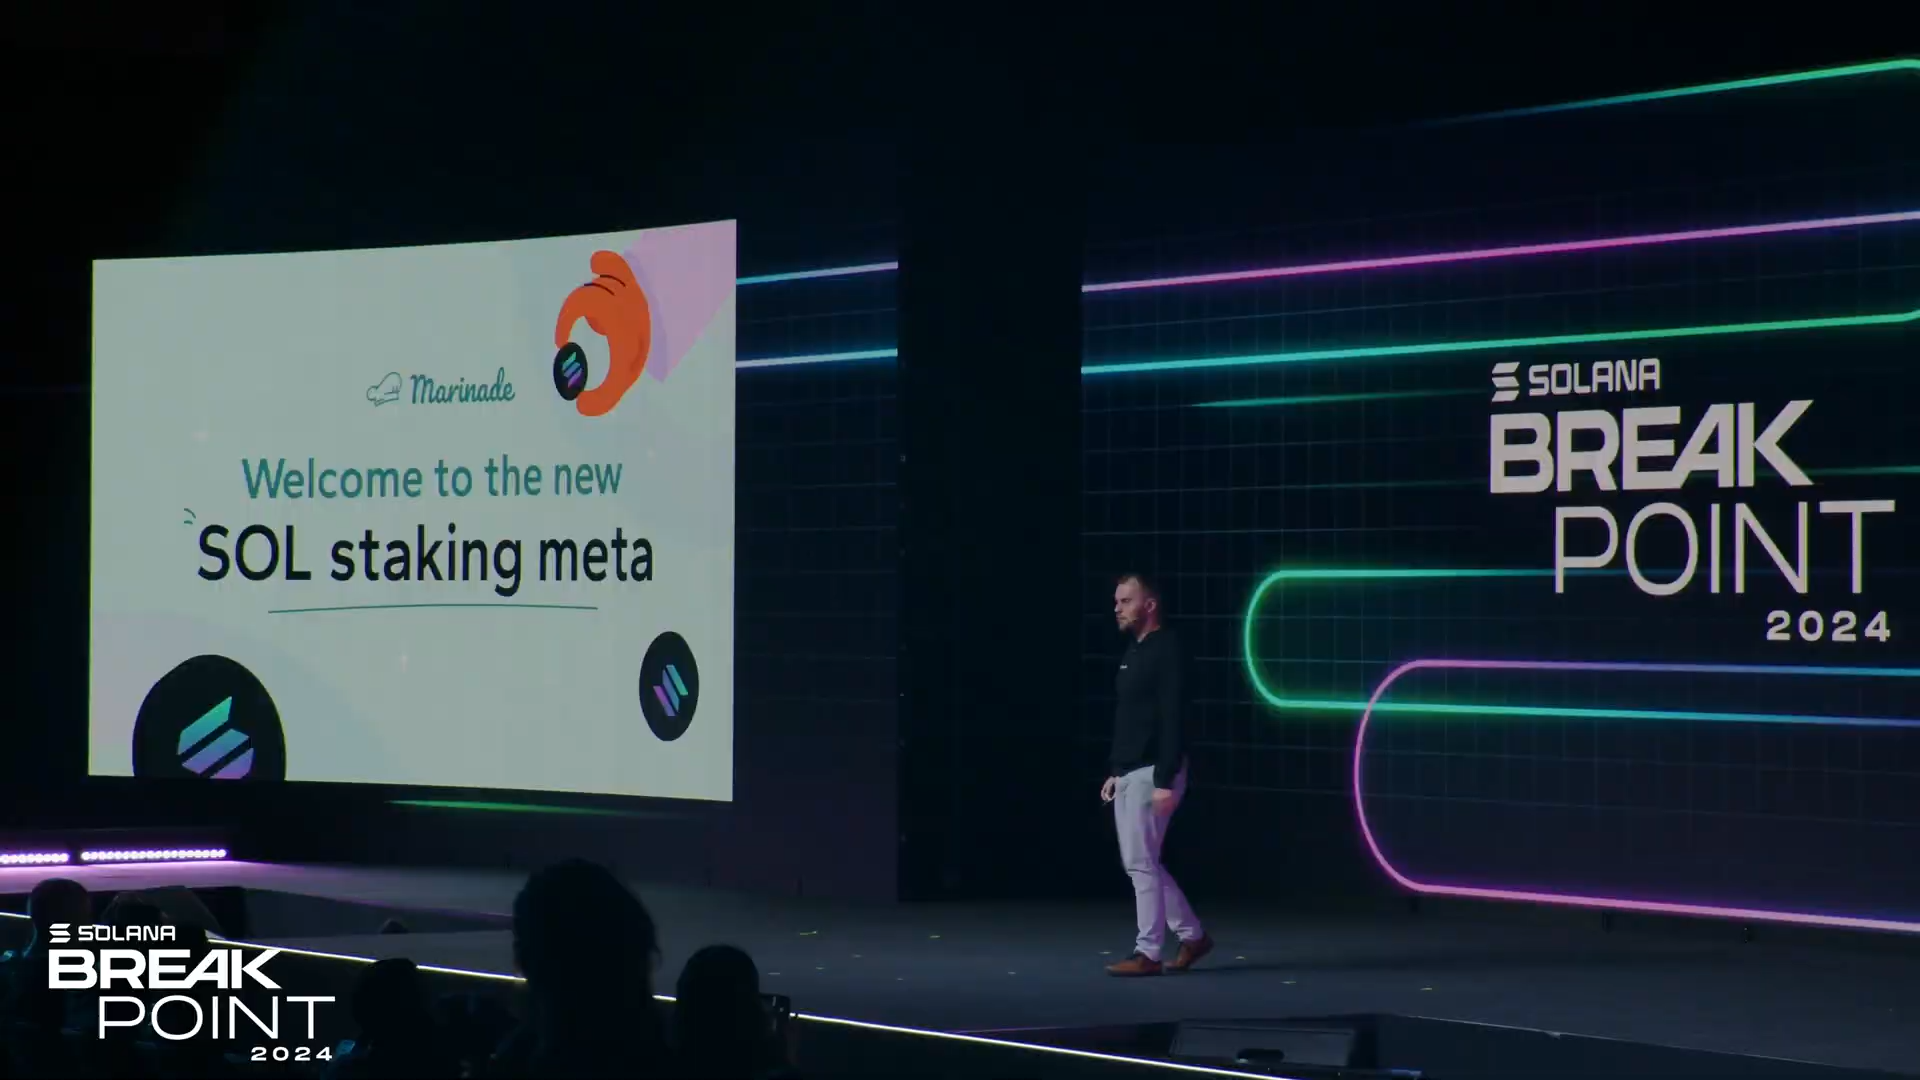 Marinade
Welcome to the new
SOL staking meta
SOLANA
BREAK
POINT
2024
SOLANA
BREAK
POINT
2024